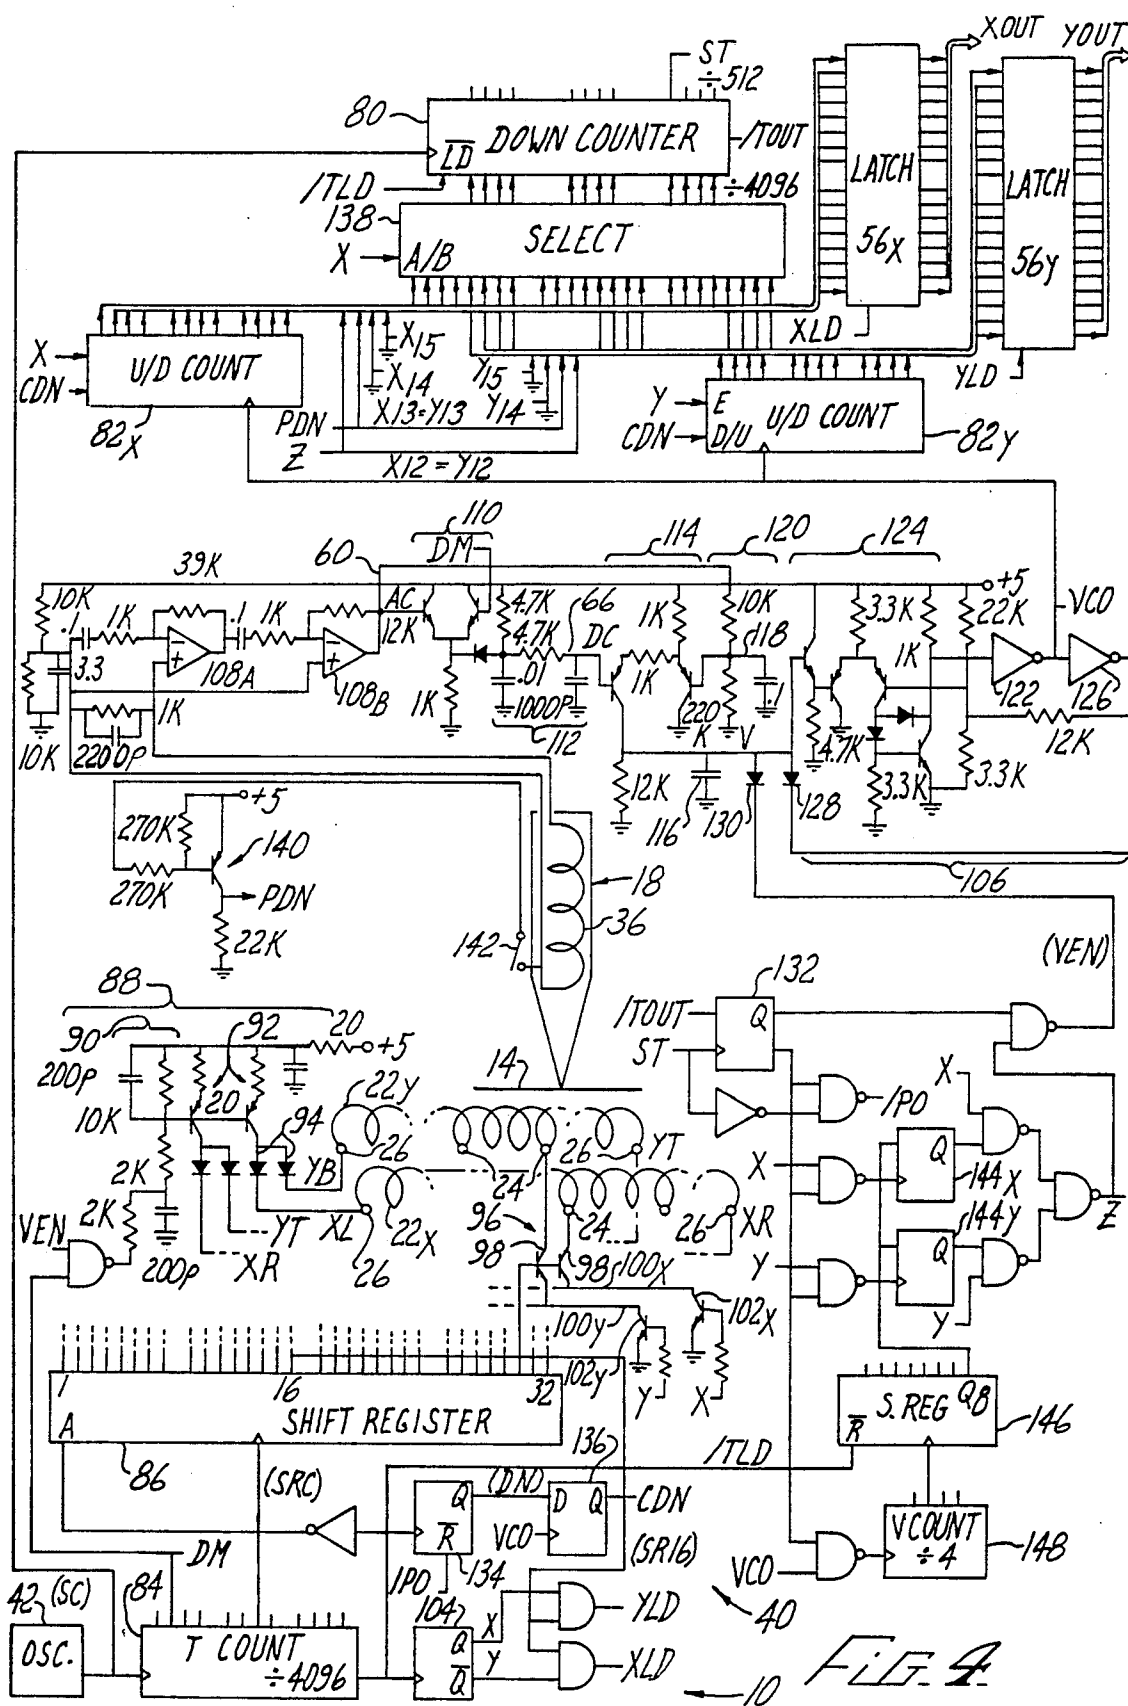 XOUT
YOUT
ST
÷512
80
DOWN COUNTER
LD
/TOUT
/TLD
÷4096
138
SELECT
X
A/B
LATCH
56X
LATCH
56Y
XLD
YLD
X
CDN
U/D COUNT
82X
X15
X14
X13=Y13
PDN
Z
X12=Y12
Y15
Y14
Y
E
CDN
D/U
U/D COUNT
82Y
110
DM
60
39K
10K
.1
1K
.1
1K
AC
12K
4.7K
4.7K
66
DC
114
1K
120
10K
118
124
3.3K
+5
22K
VCO
3.3
108A
108B
1K
.01
1000P
112
1K
220
.1
1K
122
126
12K
10K
1K
2200P
K
V
4.7K
12K
116
130
128
3.3K
3.3K
106
+5
270K
140
270K
PDN
22K
18
36
142
(VEN)
132
/TOUT
Q
ST
88
90
92
20
+5
200P
20
10K
94
14
22Y
YB
26
24
26
YT
/PO
X
X
Q
144X
2K
2K
VEN
200P
YT
XR
XL
26
22X
96
98
24
26
XR
98
100X
100Y
102X
102Y
Y
X
Z
144Y
Y
Q
Y
1
16
32
A
SHIFT REGISTER
86
(SRC)
S.REG
Q8
R
146
/TLD
136
(DN)
Q
R
D
Q
CDN
VCO
134
/PO
(SR16)
V COUNT
÷4
148
VCO
DM
42
(SC)
84
OSC.
T COUNT
÷4096
104
Q
X
Q
Y
YLD
XLD
40
10
FIG. 4